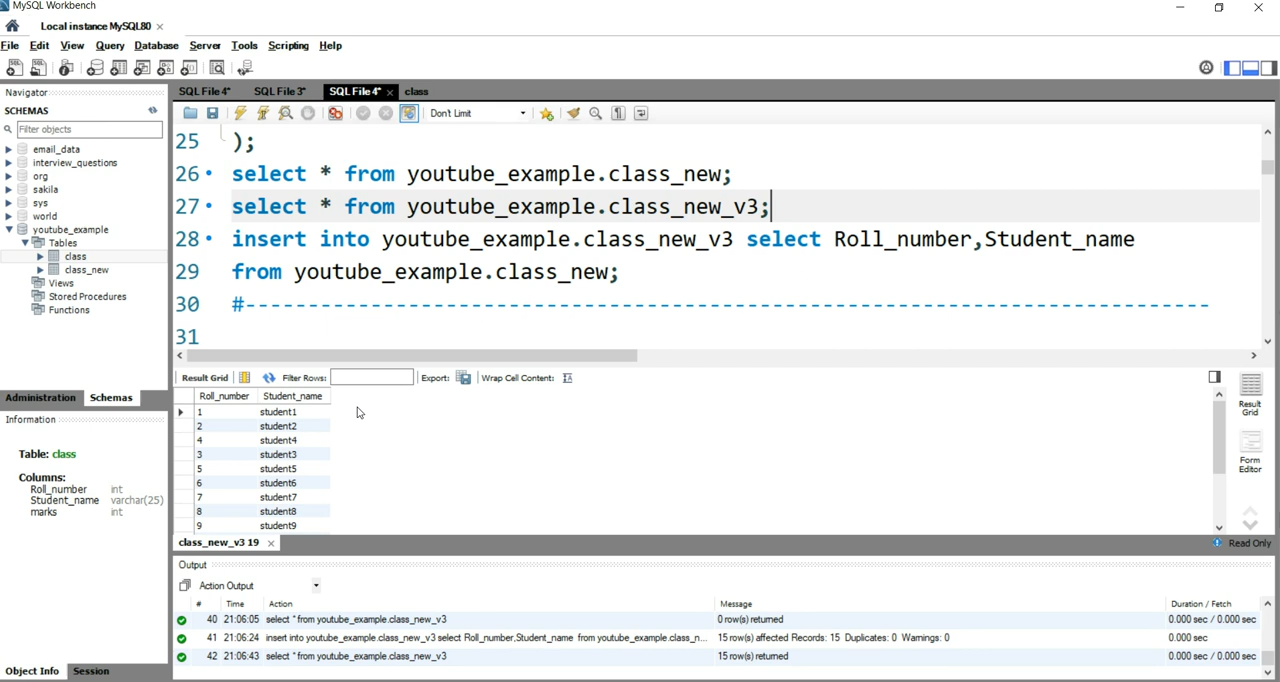 MySQL Workbench
Local instance MySQL80
File Edit View Query Database Server Tools Scripting Help
Navigator
SCHEMAS
Filter objects
email_data
interview_questions
org
sakila
sys
world
youtube_example
Tables
class
class_new
Views
Stored Procedures
Functions
Administration Schemas
Information
Table: class
Columns:
Roll_number int
Student_name varchar(25)
marks int
Object Info Session
SQL File 4* SQL File 3* SQL File 4* class
Don't Limit
25 );
26 select * from youtube_example.class_new;
27 select * from youtube_example.class_new_v3;
28 insert into youtube_example.class_new_v3 select Roll_number,Student_name
29 from youtube_example.class_new;
30 #-----------------------------------------------------------------------------
31
Result Grid Filter Rows: Export: Wrap Cell Content:
Roll_number Student_name
1 student1
2 student2
4 student4
3 student3
5 student5
6 student6
7 student7
8 student8
9 student9
Result Grid
Form Editor
class_new_v3 19
Read Only
Output
Action Output
# Time Action Message Duration / Fetch
40 21:06:05 select * from youtube_example.class_new_v3 0 row(s) returned 0.000 sec / 0.000 sec
41 21:06:24 insert into youtube_example.class_new_v3 select Roll_number,Student_name from youtube_example.class_n... 15 row(s) affected Records: 15 Duplicates: 0 Warnings: 0 0.000 sec
42 21:06:43 select * from youtube_example.class_new_v3 15 row(s) returned 0.000 sec / 0.000 sec